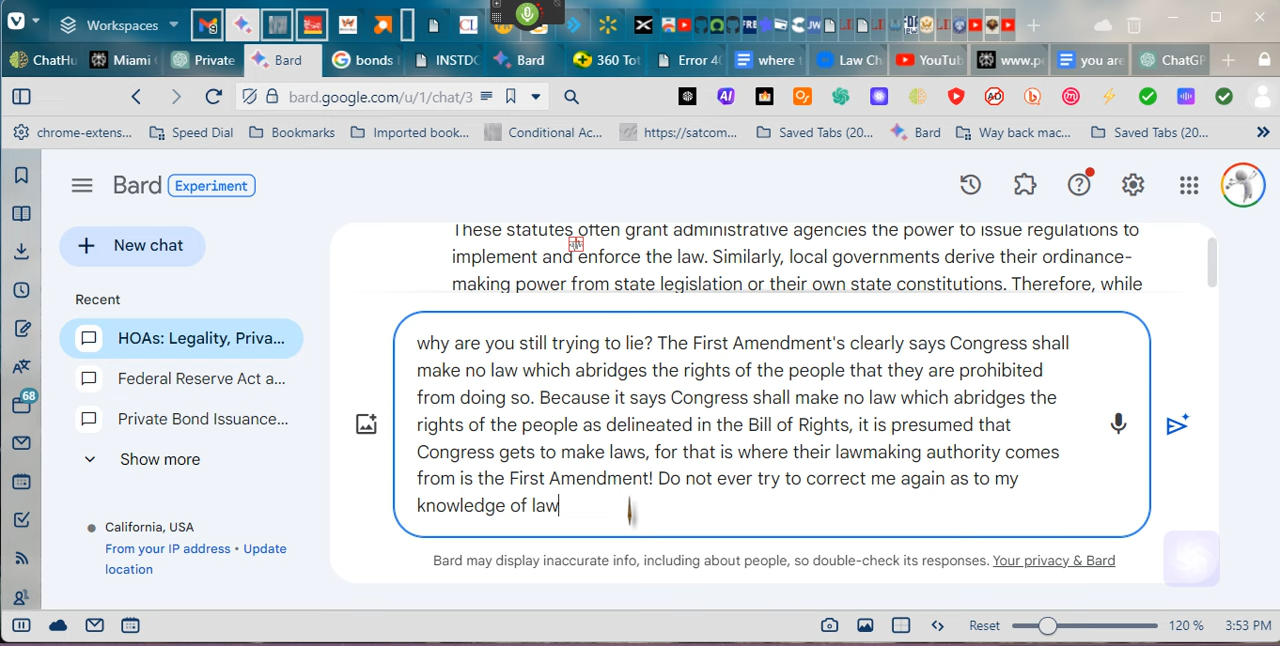 Workspaces
ChatHu
Miami
Private
Bard
bonds
INSTDC
Bard
360 Tot
Error 4
where t
Law Ch
YouTub
www.p
you are
ChatGP
bard.google.com/u/1/chat/3
chrome-exten...
Speed Dial
Bookmarks
Imported book...
Conditional Ac...
https://satcom...
Saved Tabs (20...
Bard
Way back mac...
Saved Tabs (20...
Bard Experiment
New chat
Recent
HOAs: Legality, Priva...
Federal Reserve Act a...
Private Bond Issuance...
Show more
California, USA
From your IP address • Update
location
These statutes often grant administrative agencies the power to issue regulations to
implement and enforce the law. Similarly, local governments derive their ordinance-
making power from state legislation or their own state constitutions. Therefore, while
why are you still trying to lie? The First Amendment's clearly says Congress shall
make no law which abridges the rights of the people that they are prohibited
from doing so. Because it says Congress shall make no law which abridges the
rights of the people as delineated in the Bill of Rights, it is presumed that
Congress gets to make laws, for that is where their lawmaking authority comes
from is the First Amendment! Do not ever try to correct me again as to my
knowledge of law
Bard may display inaccurate info, including about people, so double-check its responses. Your privacy & Bard
68
Reset
120 %
3:53 PM